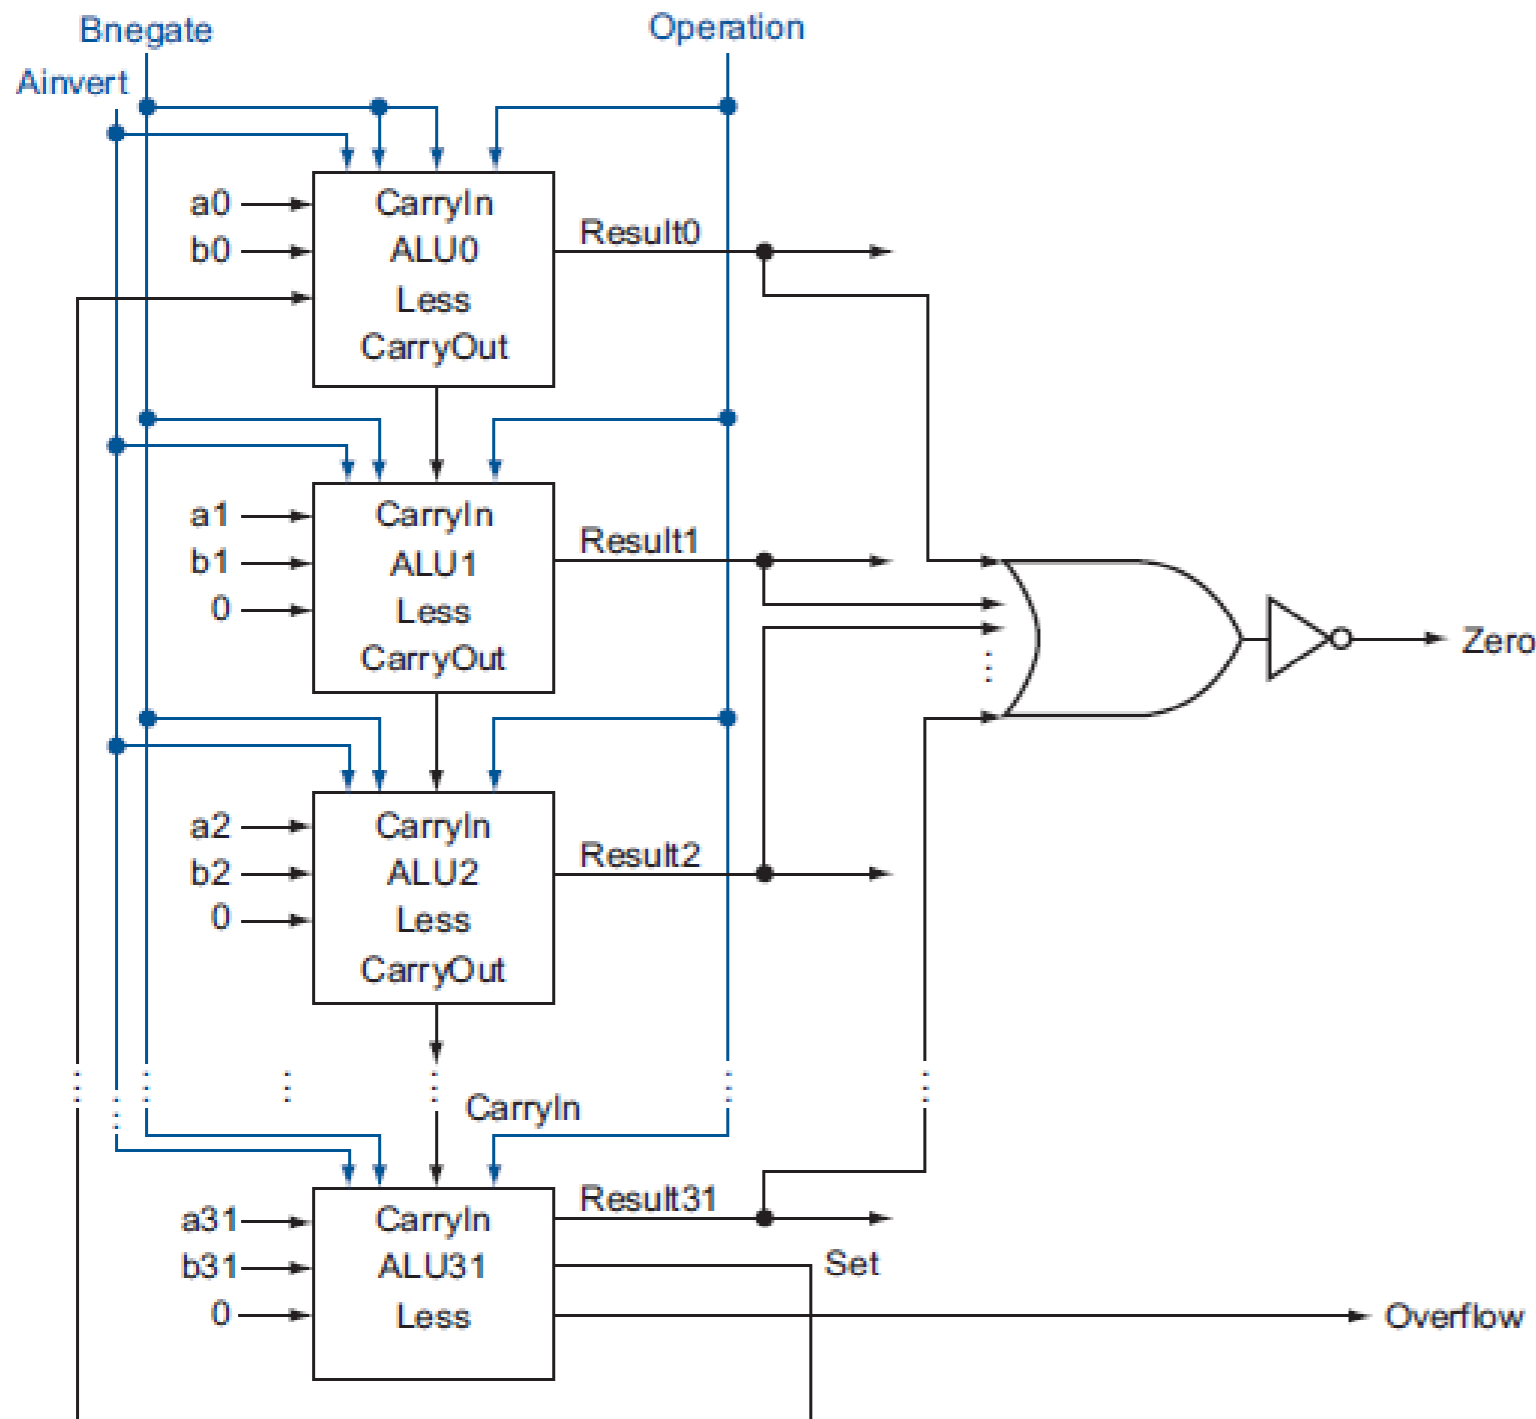 Bnegate
Operation
Ainvert
a0
CarryIn
b0
ALU0
Result0
Less
CarryOut
a1
CarryIn
b1
ALU1
Result1
0
Less
CarryOut
Zero
a2
CarryIn
b2
ALU2
Result2
0
Less
CarryOut
CarryIn
a31
CarryIn
Result31
b31
ALU31
Set
0
Less
Overflow